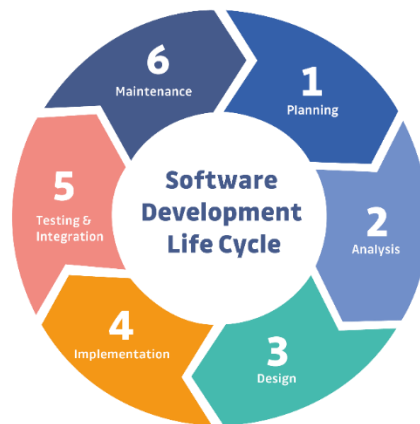 Software
Development
Life Cycle
1
Planning
2
Analysis
3
Design
4
Implementation
5
Testing &
Integration
6
Maintenance